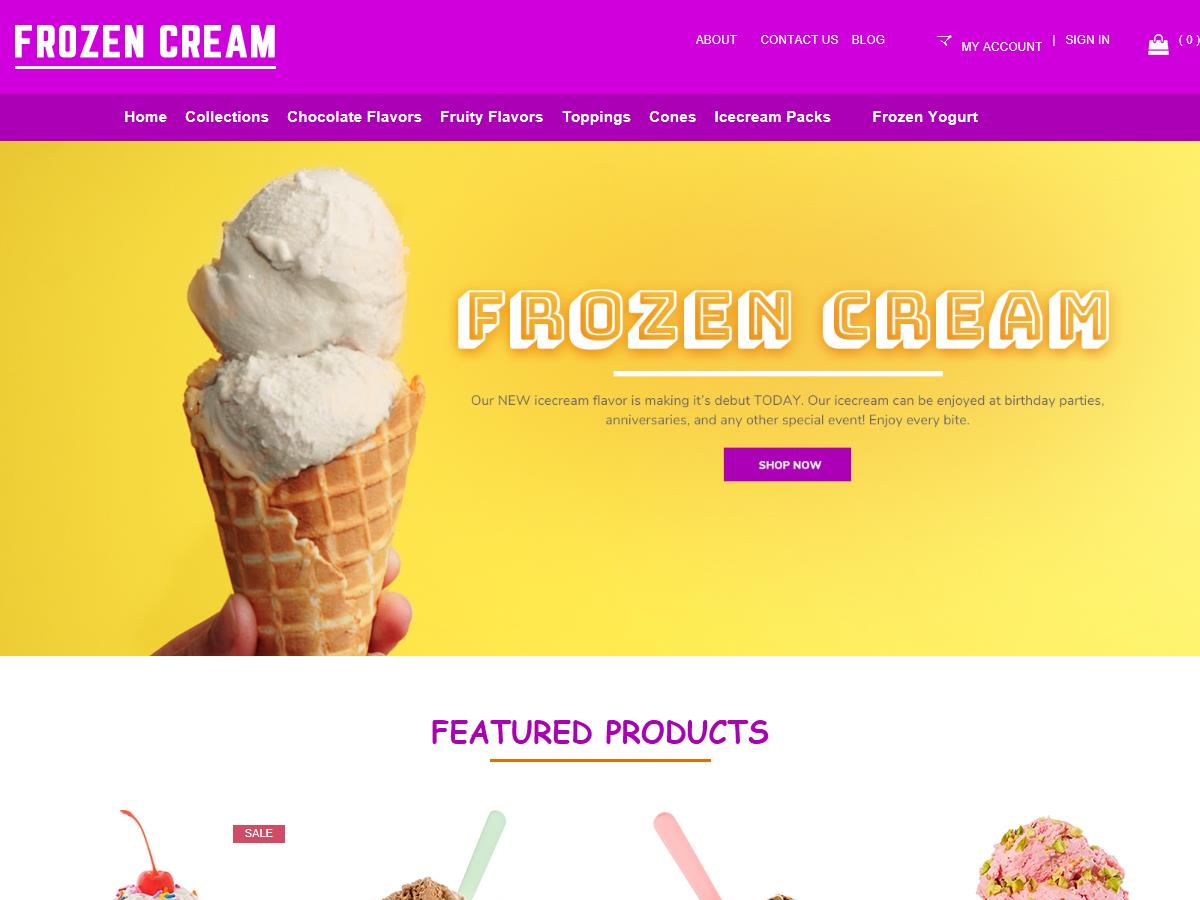 FROZEN CREAM
ABOUT CONTACT US BLOG MY ACCOUNT | SIGN IN ( 0 )
Home Collections Chocolate Flavors Fruity Flavors Toppings Cones Icecream Packs Frozen Yogurt
FROZEN CREAM
Our NEW icecream flavor is making it's debut TODAY. Our icecream can be enjoyed at birthday parties,
anniversaries, and any other special event! Enjoy every bite.
SHOP NOW
FEATURED PRODUCTS
SALE